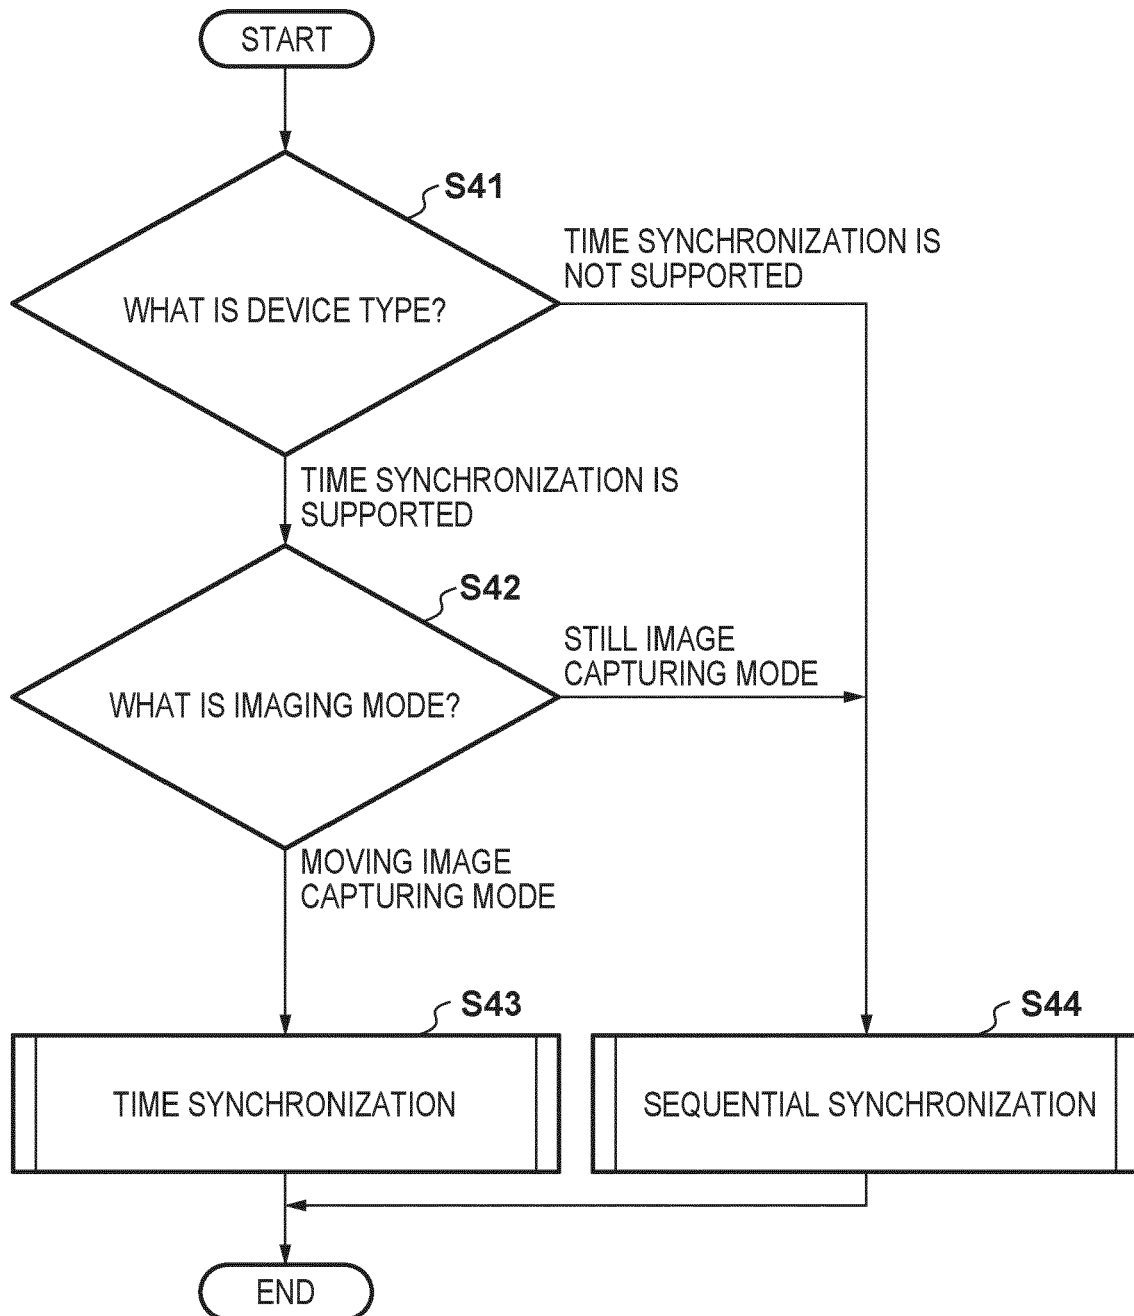 START
S41
TIME SYNCHRONIZATION IS
NOT SUPPORTED
WHAT IS DEVICE TYPE?
TIME SYNCHRONIZATION IS
SUPPORTED
S42
STILL IMAGE
CAPTURING MODE
WHAT IS IMAGING MODE?
MOVING IMAGE
CAPTURING MODE
S43
S44
TIME SYNCHRONIZATION
SEQUENTIAL SYNCHRONIZATION
END